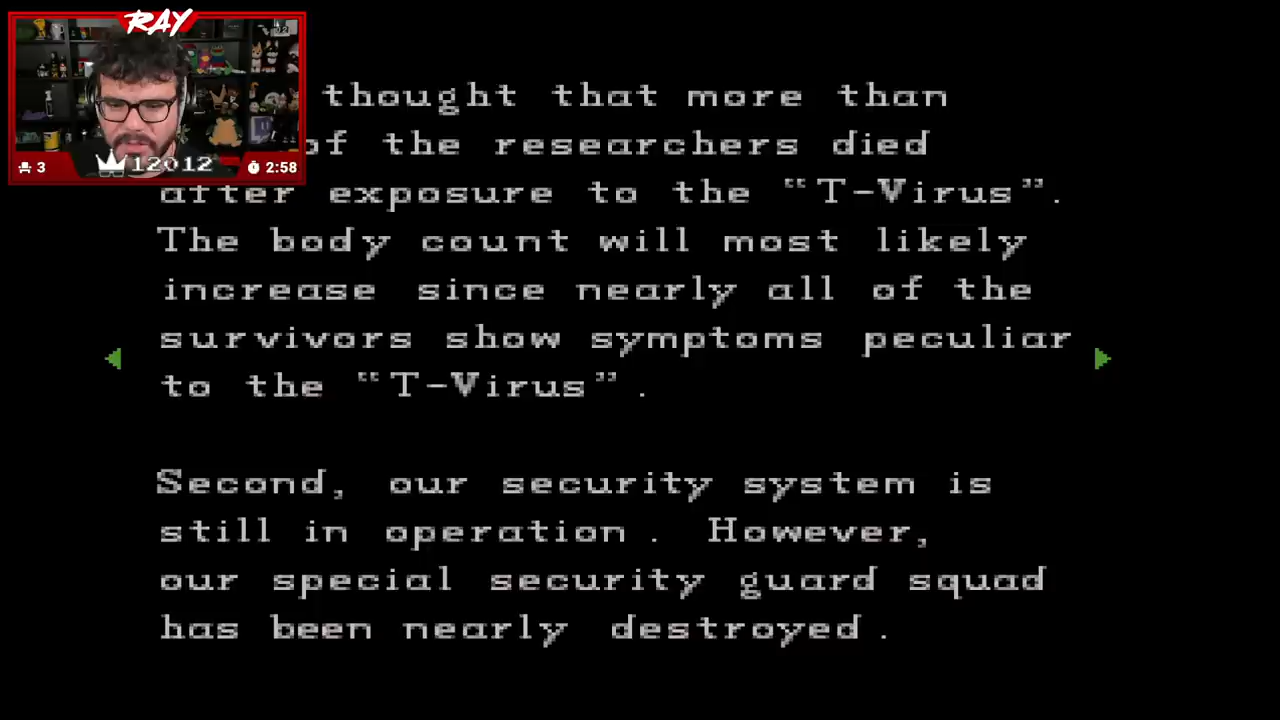 RAY
3
12012
2:58
thought that more than
of the researchers died
after exposure to the “T-Virus”.
The body count will most likely
increase since nearly all of the
survivors show symptoms peculiar
to the “T-Virus”.
Second, our security system is
still in operation. However,
our special security guard squad
has been nearly destroyed.